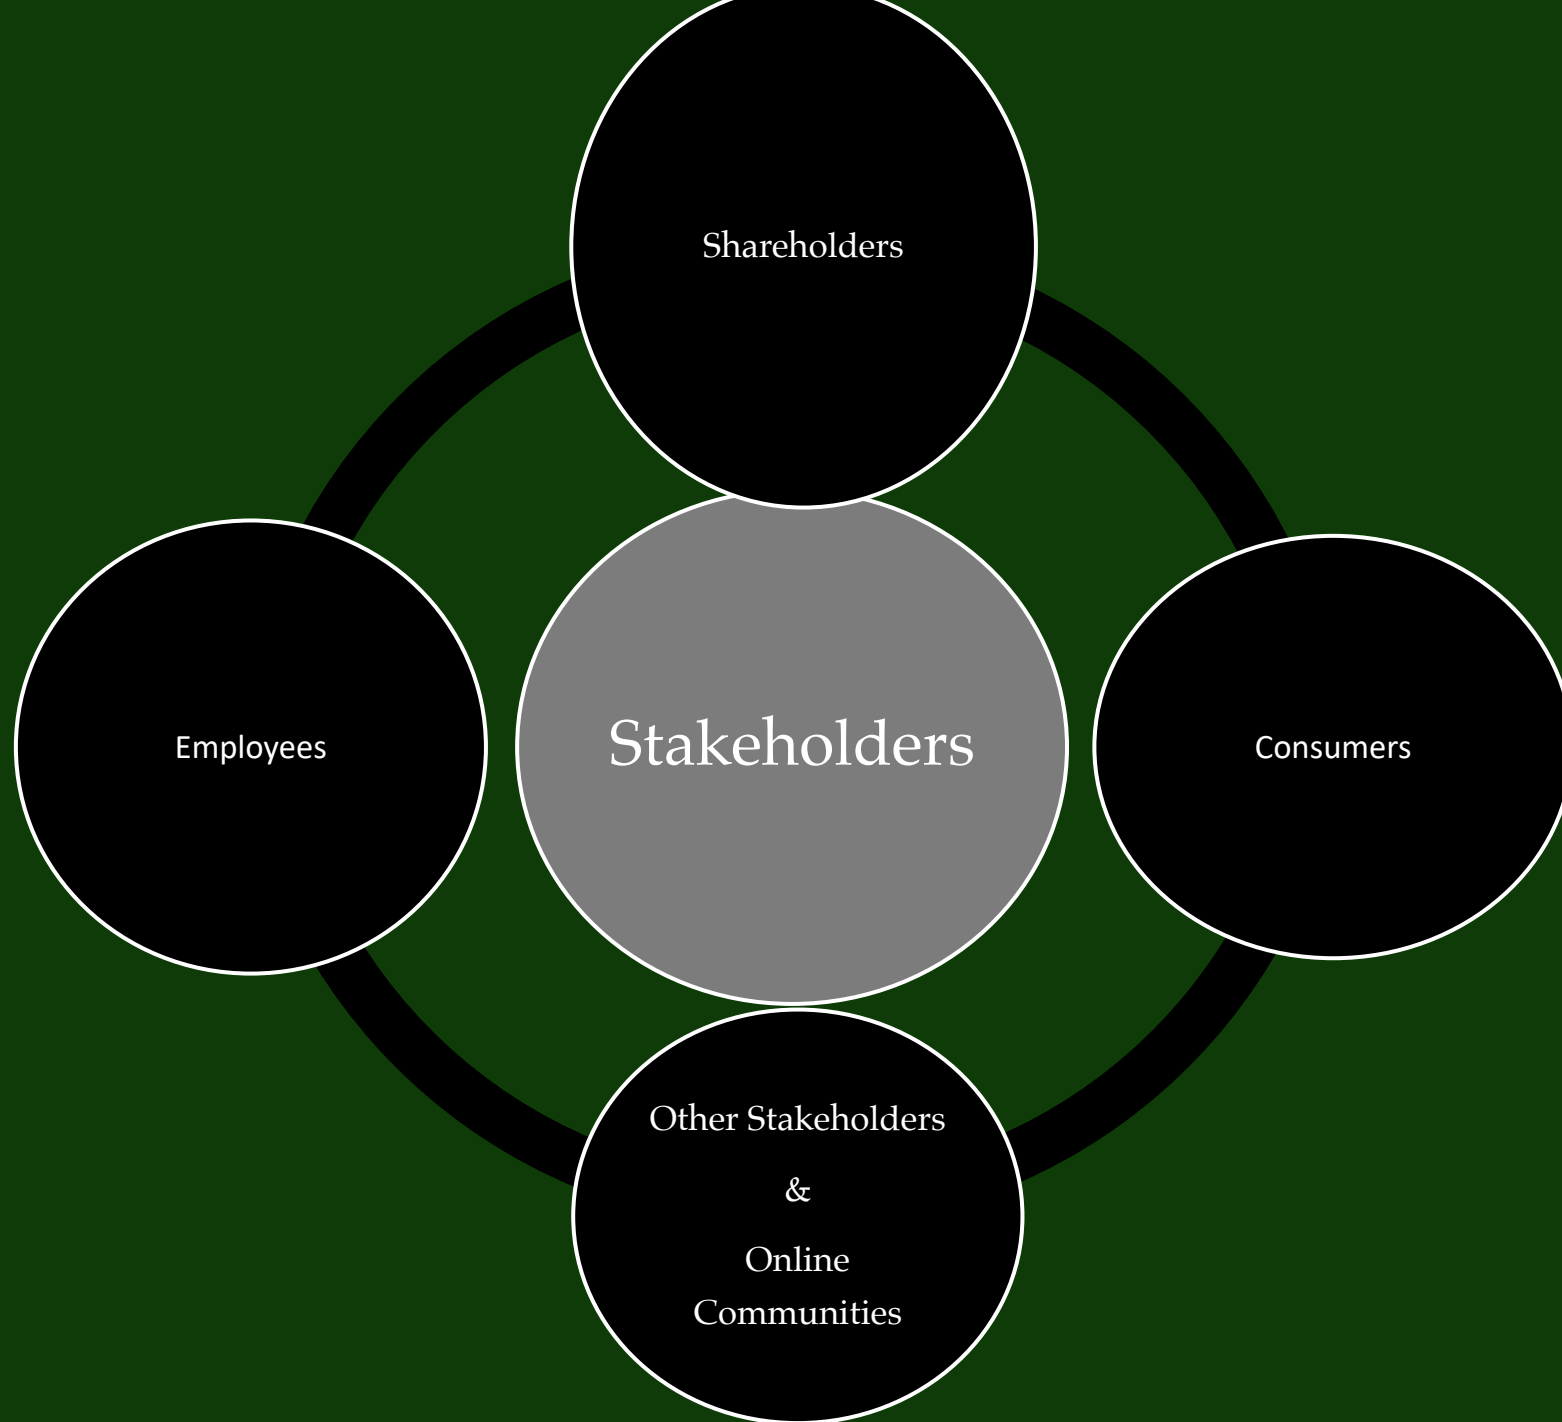 Shareholders
Employees
Stakeholders
Consumers
Other Stakeholders
&
Online
Communities